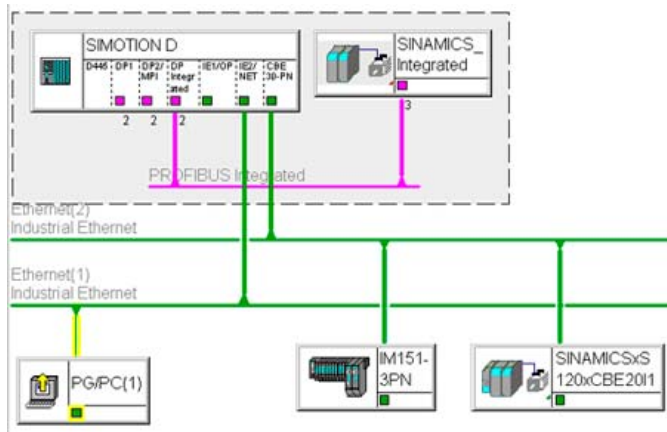 SIMOTION D
D445 DP1 DP2/ MPI DP Integr ated IE1/OP IE2/ NET CBE 30-PN
2 2 2
SINAMICS_
Integrated
3
PROFIBUS Integrated
Ethernet(2)
Industrial Ethernet
Ethernet(1)
Industrial Ethernet
PG/PC(1)
IM151-
3PN
SINAMICSxS
120xCBE20I1